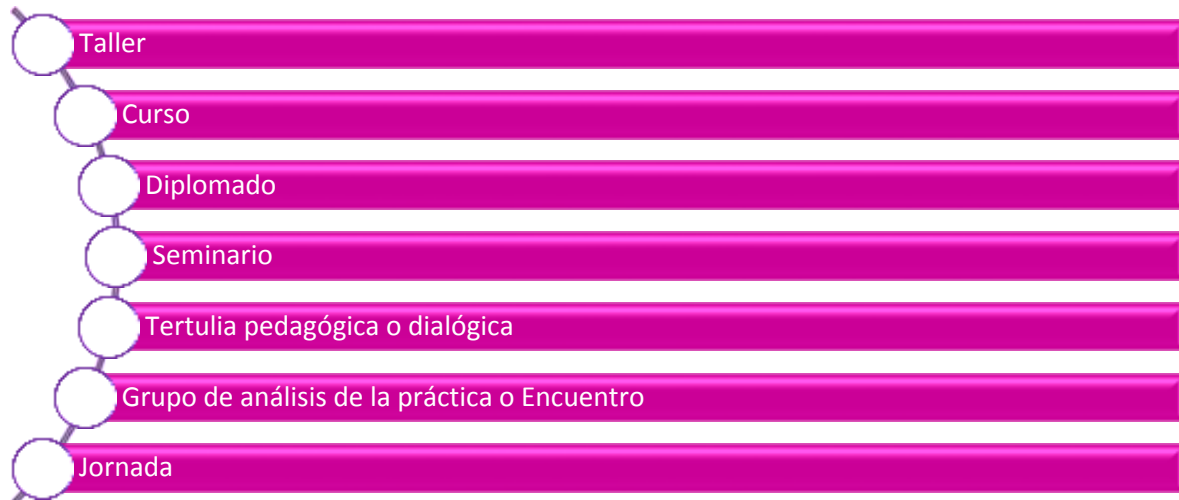 Taller
Curso
Diplomado
Seminario
Tertulia pedagógica o dialógica
Grupo de análisis de la práctica o Encuentro
Jornada